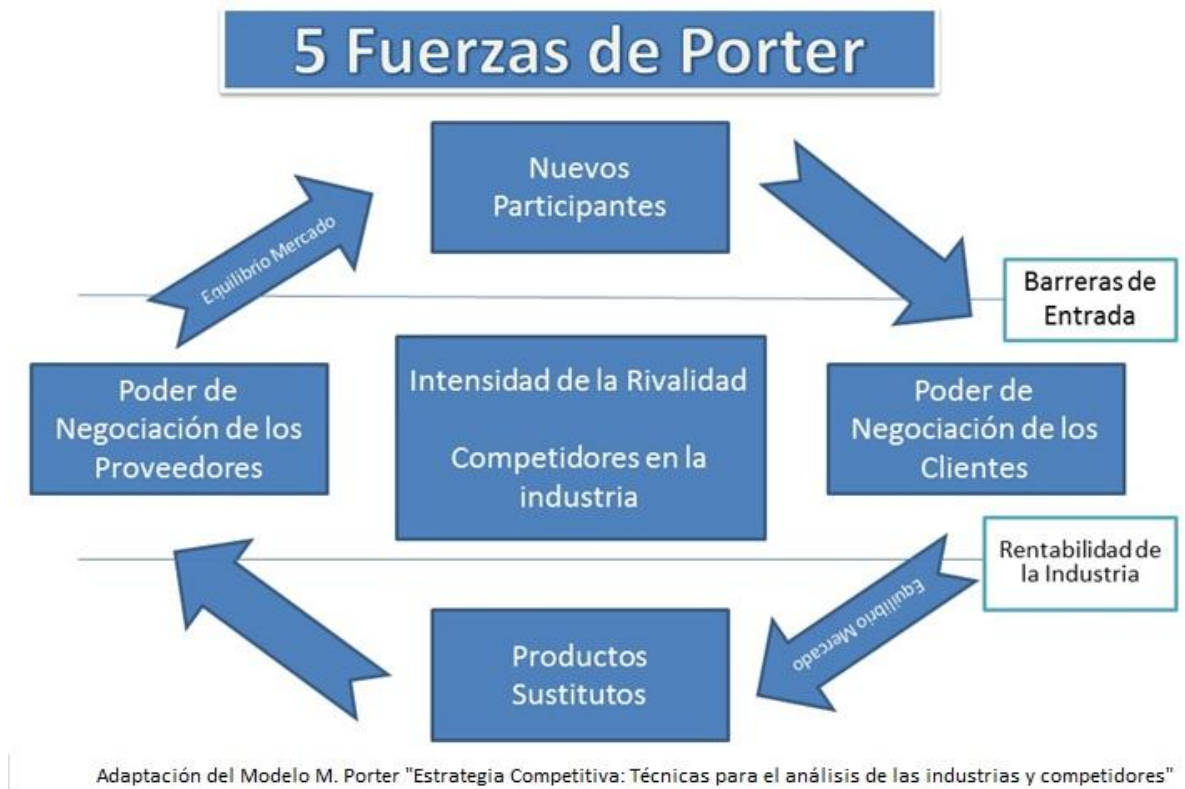 5 Fuerzas de Porter
Nuevos
Participantes
Equilibrio Mercado
Barreras de
Entrada
Poder de
Negociación de los
Proveedores
Intensidad de la Rivalidad
Competidores en la
industria
Poder de
Negociación de los
Clientes
Rentabilidad de
la Industria
Equilibrio Mercado
Productos
Sustitutos
Adaptación del Modelo M. Porter "Estrategia Competitiva: Técnicas para el análisis de las industrias y competidores"